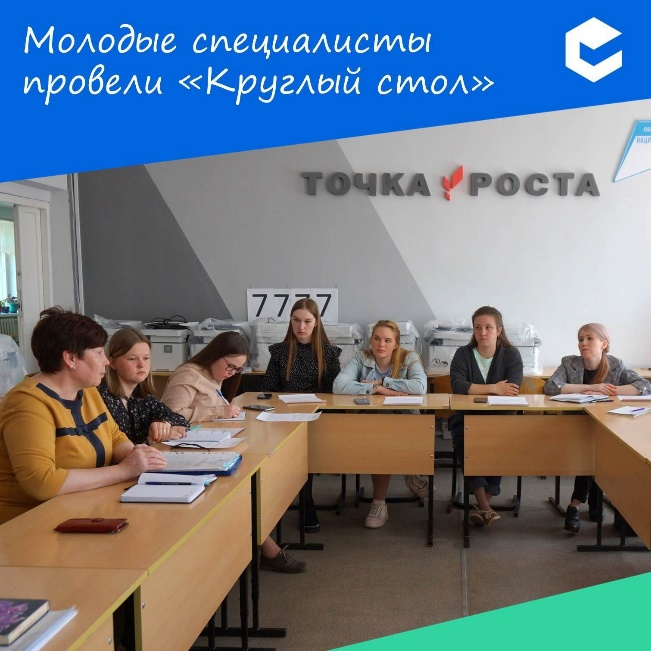 Молодые специалисты
провели «Круглый стол»
ТОЧКА РОСТА
7777